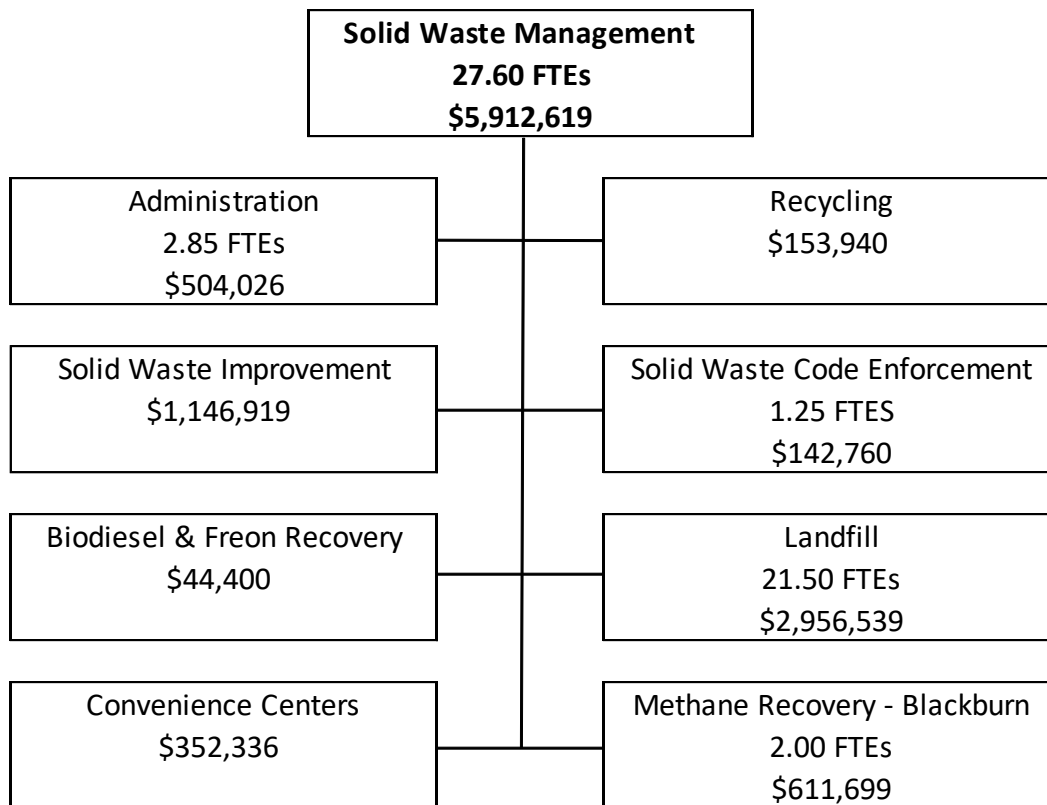 Solid Waste Management
27.60 FTEs
$5,912,619
Administration
2.85 FTEs
$504,026
Recycling
$153,940
Solid Waste Improvement
$1,146,919
Solid Waste Code Enforcement
1.25 FTES
$142,760
Biodiesel & Freon Recovery
$44,400
Landfill
21.50 FTEs
$2,956,539
Convenience Centers
$352,336
Methane Recovery - Blackburn
2.00 FTEs
$611,699